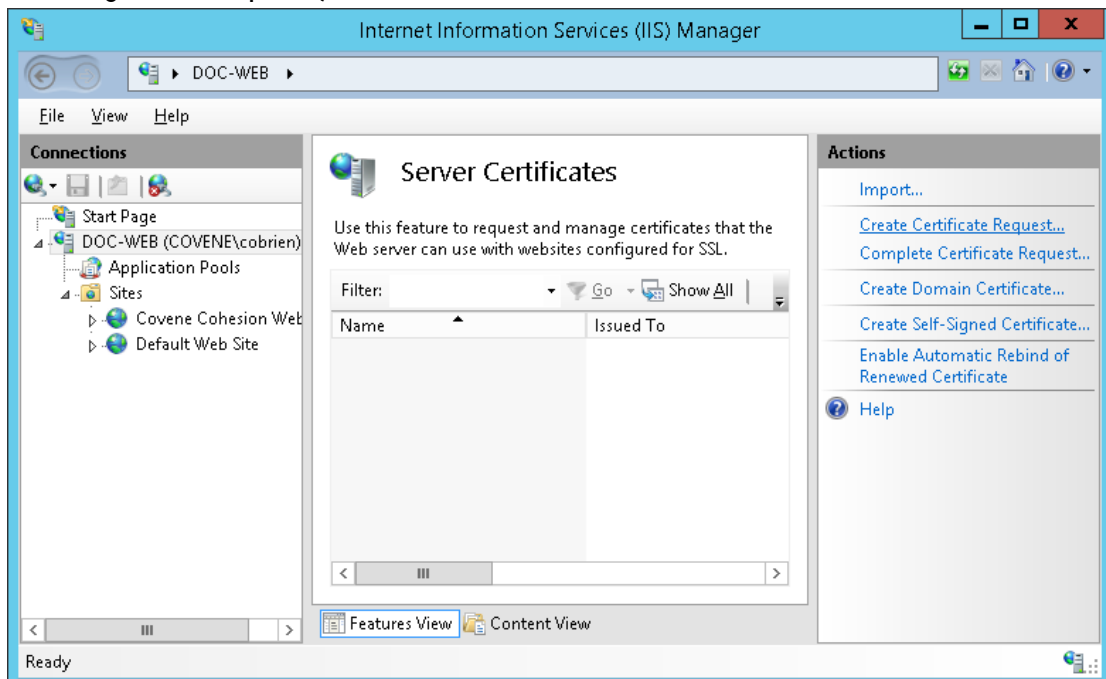 Internet Information Services (IIS) Manager
DOC-WEB
File View Help
Connections
Start Page
DOC-WEB (COVENE\cobrien)
Application Pools
Sites
Covene Cohesion Web
Default Web Site
Server Certificates
Use this feature to request and manage certificates that the
Web server can use with websites configured for SSL.
Filter: Go Show All
Name Issued To
Features View Content View
Actions
Import...
Create Certificate Request...
Complete Certificate Request...
Create Domain Certificate...
Create Self-Signed Certificate...
Enable Automatic Rebind of
Renewed Certificate
Help
Ready